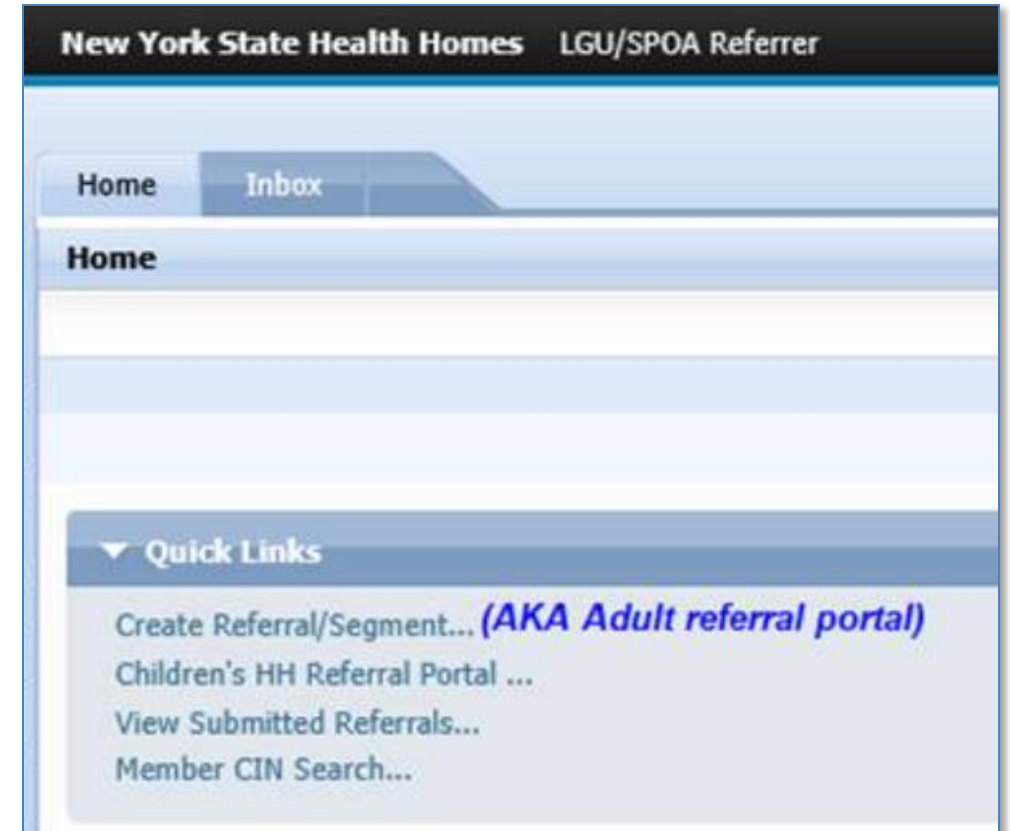 New York State Health Homes LGU/SPOA Referrer
Home Inbox
Home
Quick Links
Create Referral/Segment... (AKA Adult referral portal)
Children's HH Referral Portal ...
View Submitted Referrals...
Member CIN Search...